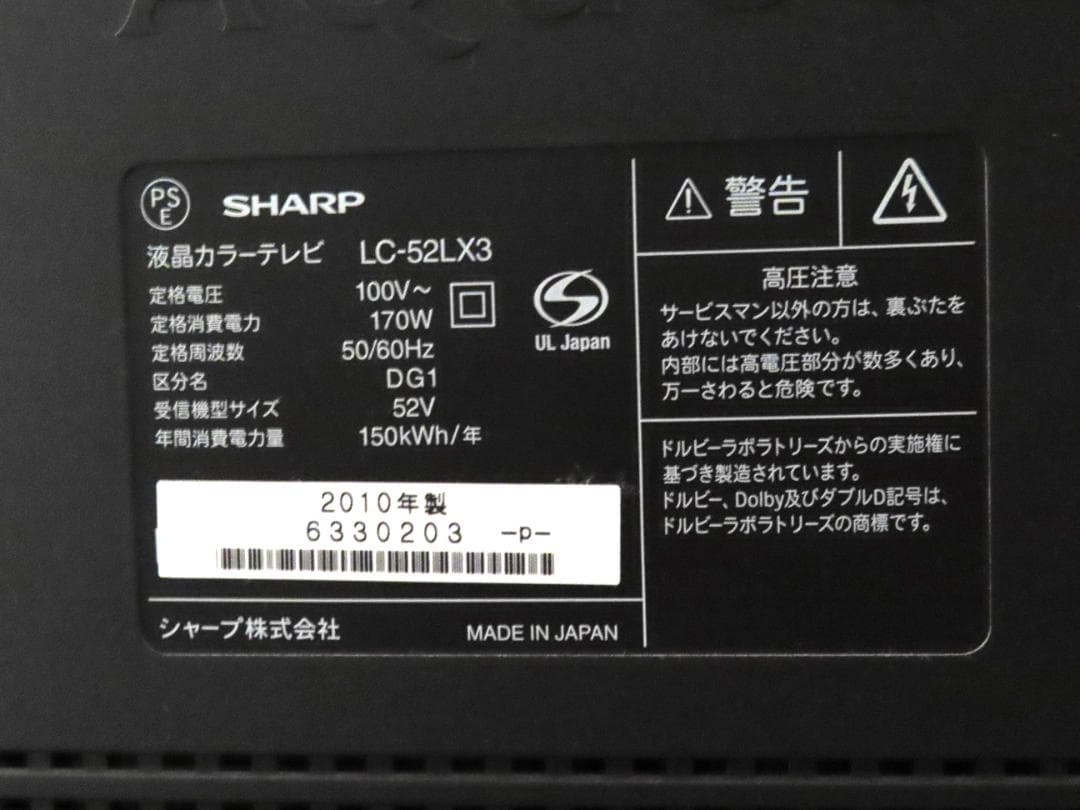 AQUOS
PS
E
SHARP
液晶カラーテレビ LC-52LX3
定格電圧 100V～
定格消費電力 170W
定格周波数 50/60Hz
区分名 DG1
受信機型サイズ 52V
年間消費電力量 150kWh/年
UL Japan
2010年製
6330203 -p-
シャープ株式会社 MADE IN JAPAN
警告
高圧注意
サービスマン以外の方は、裏ぶたを
あけないでください。
内部には高電圧部分が数多くあり、
万一さわると危険です。
ドルビーラボラトリーズからの実施権に
基づき製造されています。
ドルビー、Dolby及びダブルD記号は、
ドルビーラボラトリーズの商標です。